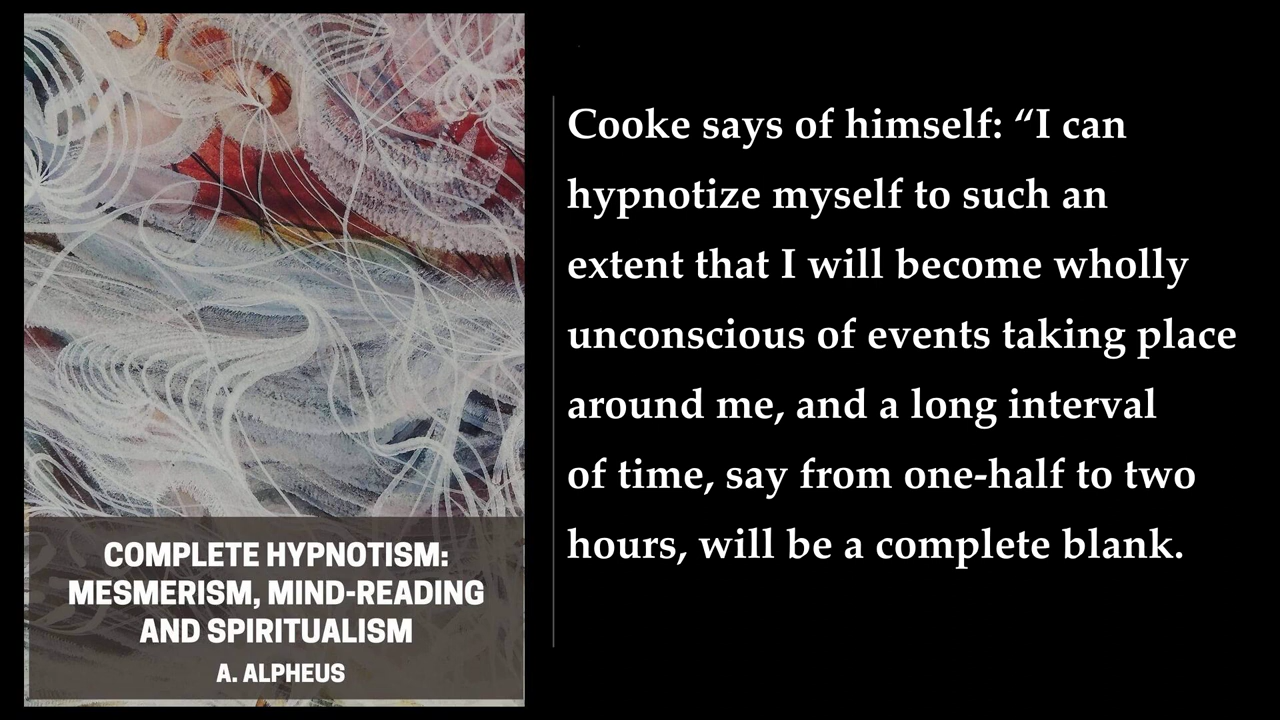 COMPLETE HYPNOTISM:
MESMERISM, MIND-READING
AND SPIRITUALISM
A. ALPHEUS
Cooke says of himself: “I can
hypnotize myself to such an
extent that I will become wholly
unconscious of events taking place
around me, and a long interval
of time, say from one-half to two
hours, will be a complete blank.